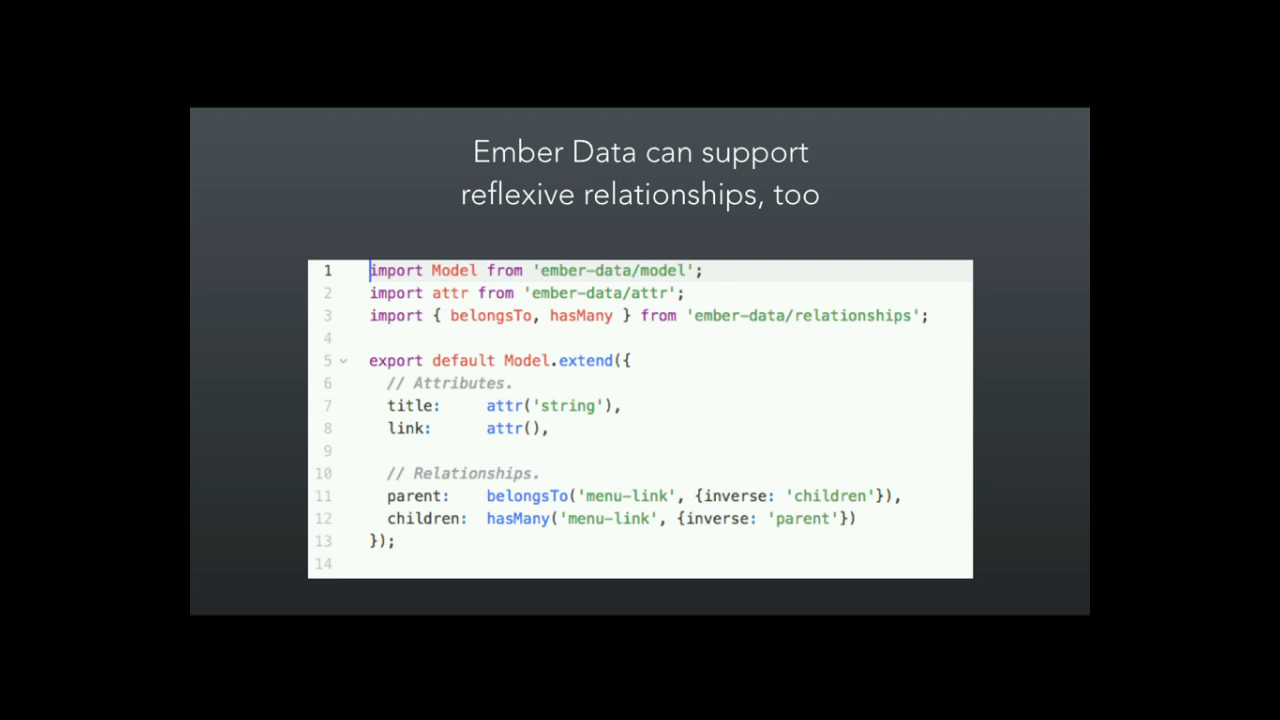 Ember Data can support
reflexive relationships, too
1 import Model from 'ember-data/model';
2 import attr from 'ember-data/attr';
3 import { belongsTo, hasMany } from 'ember-data/relationships';
4
5 export default Model.extend({
6 // Attributes.
7 title: attr('string'),
8 link: attr(),
9
10 // Relationships.
11 parent: belongsTo('menu-link', {inverse: 'children'}),
12 children: hasMany('menu-link', {inverse: 'parent'})
13 });
14